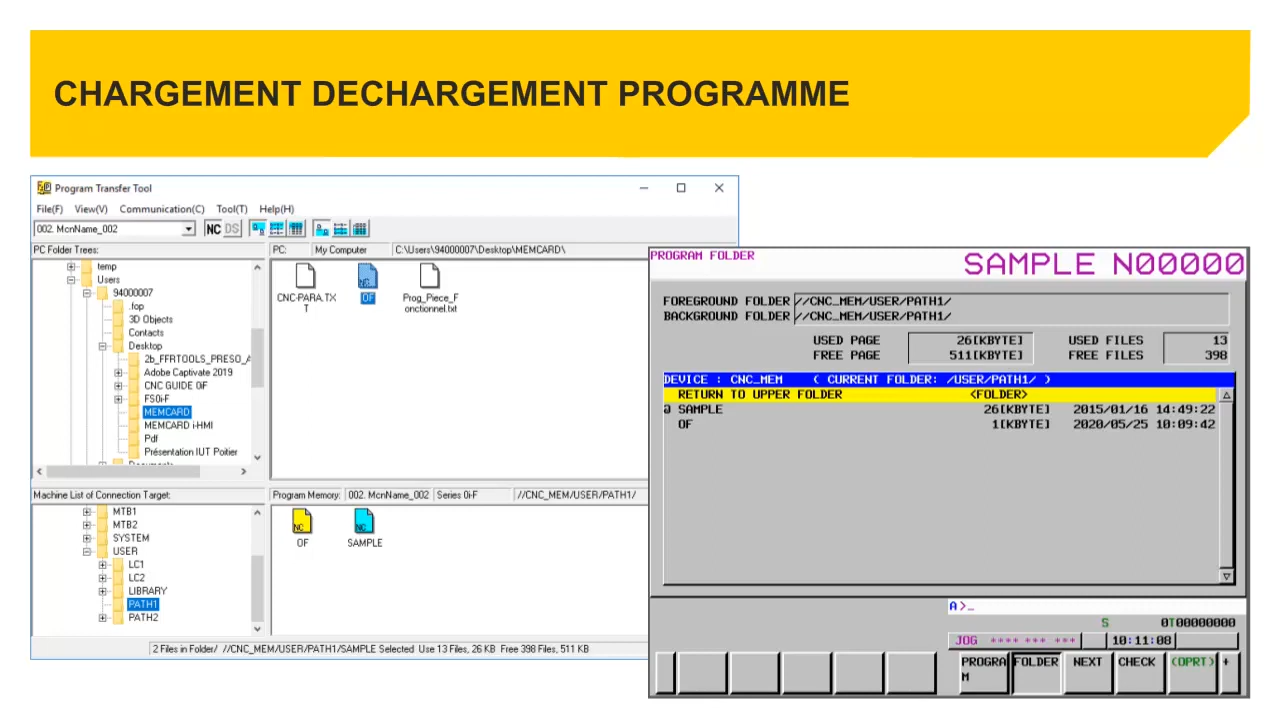 CHARGEMENT DECHARGEMENT PROGRAMME
Program Transfer Tool
File(F) View(V) Communication(C) Tool(T) Help(H)
002. McnName_002 NC DS
PC Folder Trees:
temp
Users
94000007
.fop
3D Objects
Contacts
Desktop
2b_FFRTOOLS_PRESO_A
Adobe Captivate 2019
CNC GUIDE 0iF
FS0i-F
MEMCARD
MEMCARD i-HMI
Pdf
Présentation IUT Poitier
Documents
PC: My Computer C:\Users\94000007\Desktop\MEMCARD\
CNC-PARA.TX
T
OF
Prog_Piece_F
onctionnel.txt
Machine List of Connection Target:
MTB1
MTB2
SYSTEM
USER
LC1
LC2
LIBRARY
PATH1
PATH2
Program Memory: 002. McnName_002 Series 0i-F //CNC_MEM/USER/PATH1/
NC NC
OF SAMPLE
2 Files in Folder/ //CNC_MEM/USER/PATH1/SAMPLE Selected Use 13 Files, 26 KB Free 398 Files, 511 KB
PROGRAM FOLDER
SAMPLE N00000
FOREGROUND FOLDER //CNC_MEM/USER/PATH1/
BACKGROUND FOLDER //CNC_MEM/USER/PATH1/
USED PAGE 26[KBYTE] USED FILES 13
FREE PAGE 511[KBYTE] FREE FILES 398
DEVICE : CNC_MEM ( CURRENT FOLDER: /USER/PATH1/ )
RETURN TO UPPER FOLDER <FOLDER>
@ SAMPLE 26[KBYTE] 2015/01/16 14:49:22
OF 1[KBYTE] 2020/05/25 10:09:42
A>_
S 0T00000000
JOG **** *** *** 10:11:08
PROGRA
M
FOLDER NEXT CHECK (OPRT) +